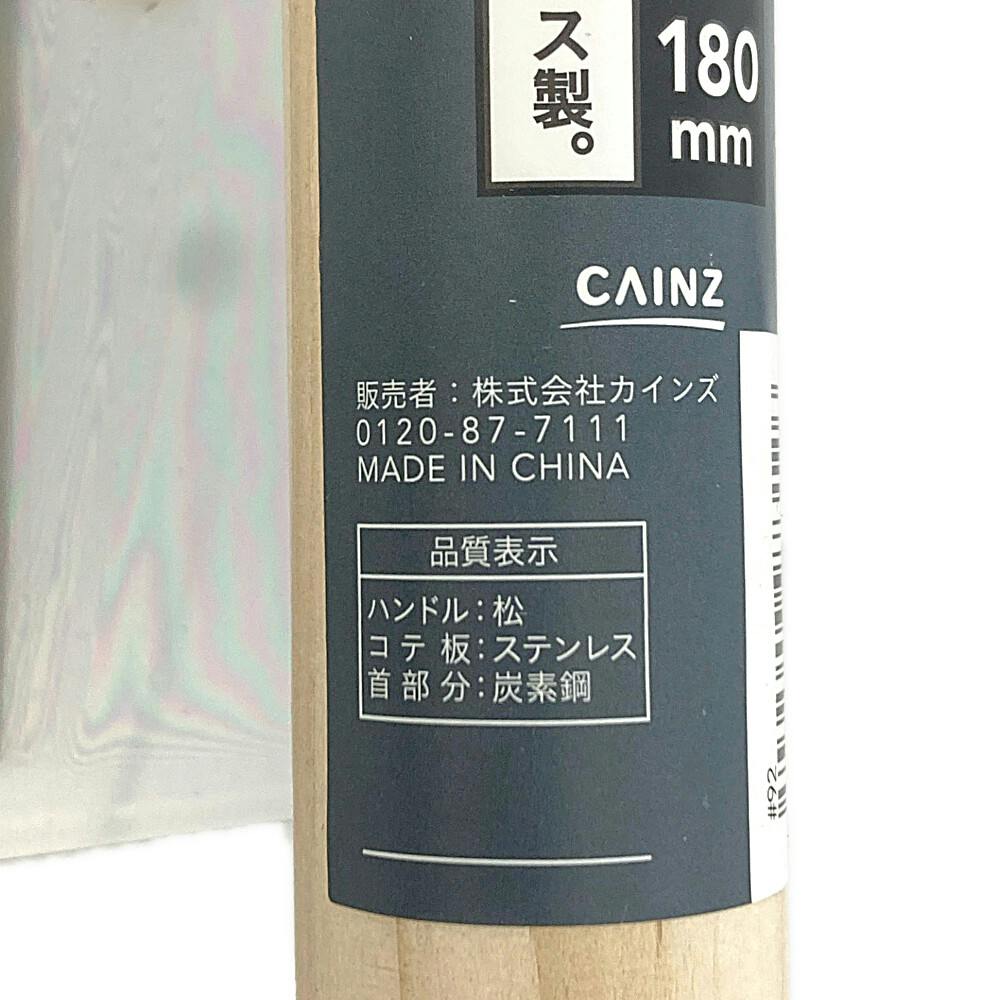 ス製。
180
mm
CAINZ
販売者：株式会社カインズ
0120-87-7111
MADE IN CHINA
品質表示
ハンドル：松
コテ板：ステンレス
首部分：炭素鋼
#92